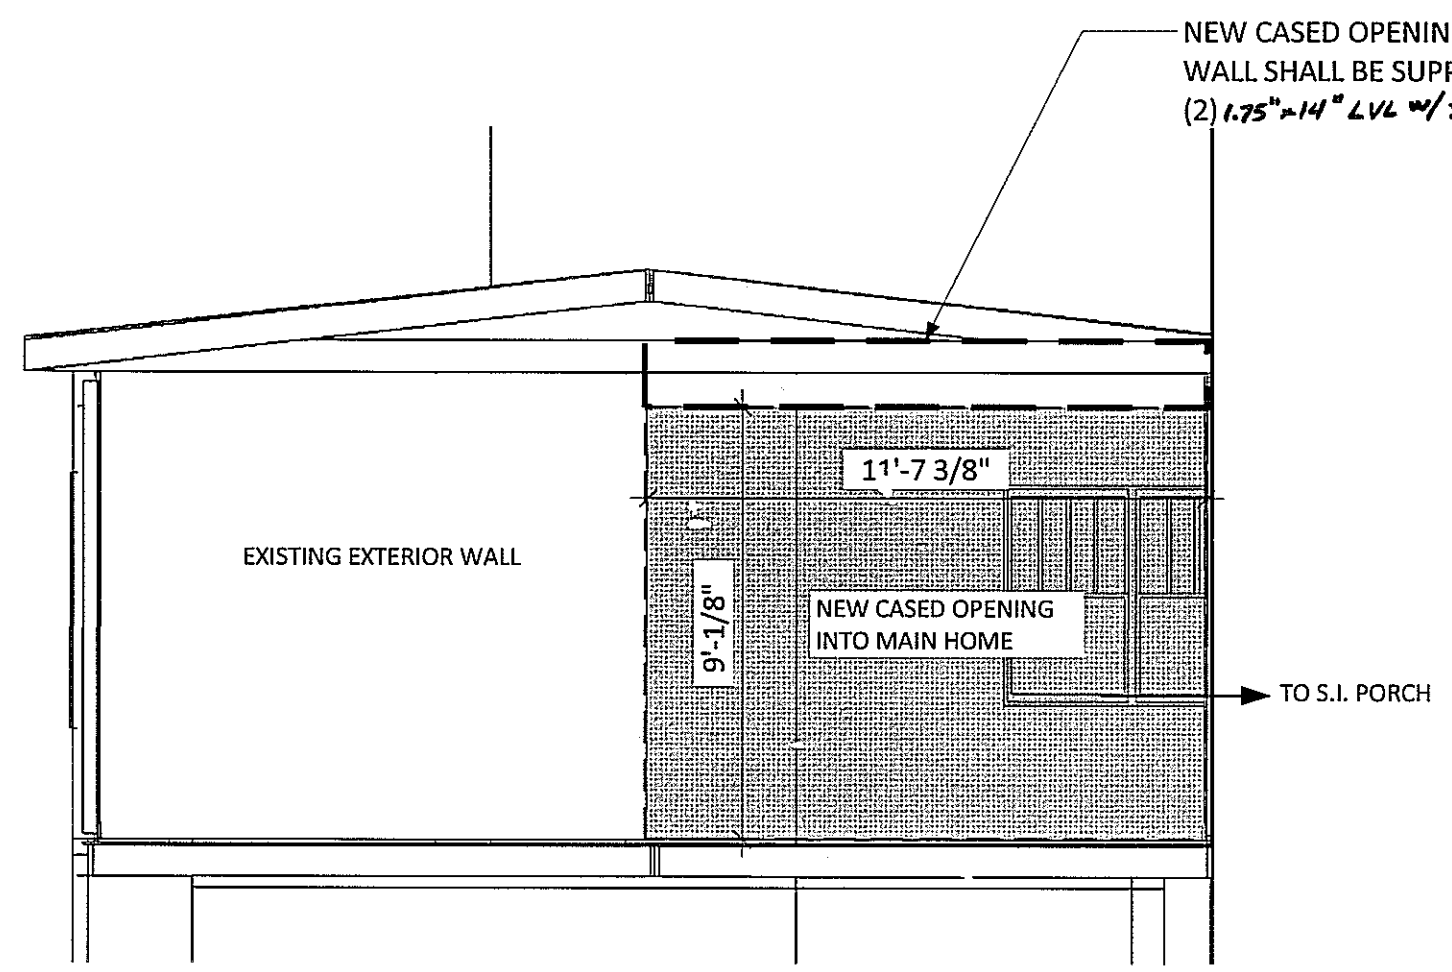 NEW CASED OPENIN
WALL SHALL BE SUPP
(2) 1.75"x14" LVL w/
11'-7 3/8"
EXISTING EXTERIOR WALL
9'-1/8"
NEW CASED OPENING
INTO MAIN HOME
TO S.I. PORCH